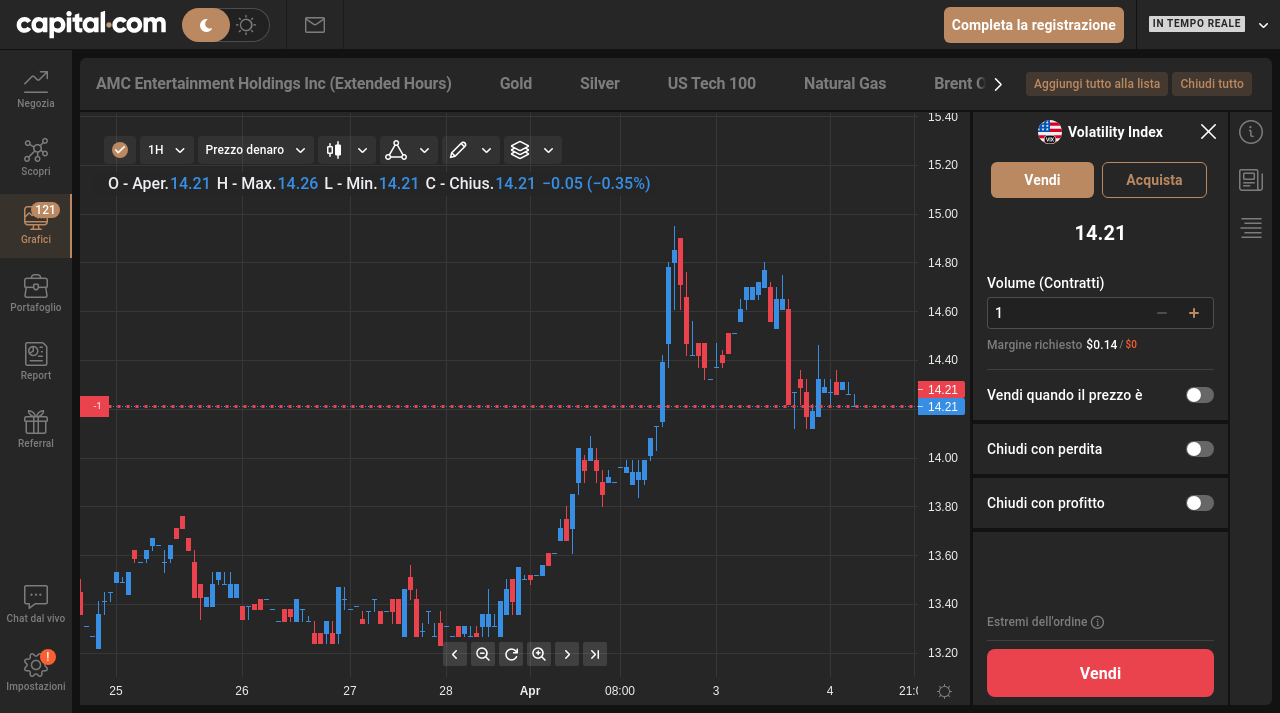 capital.com
Completa la registrazione
IN TEMPO REALE
Negozia
Scopri
121
Grafici
Portafoglio
Report
Referral
Chat dal vivo
!
Impostazioni
AMC Entertainment Holdings Inc (Extended Hours) Gold Silver US Tech 100 Natural Gas Brent
Aggiungi tutto alla lista Chiudi tutto
1H Prezzo denaro
O - Aper.14.21 H - Max.14.26 L - Min.14.21 C - Chius.14.21 −0.05 (−0.35%)
-1
15.40
15.20
15.00
14.80
14.60
14.40
14.21
14.21
14.00
13.80
13.60
13.40
13.20
25 26 27 28 Apr 08:00 3 4 21:0
VIX
Volatility Index
Vendi Acquista
14.21
Volume (Contratti)
1
Margine richiesto $0.14 / $0
Vendi quando il prezzo è
Chiudi con perdita
Chiudi con profitto
Estremi dell'ordine
Vendi